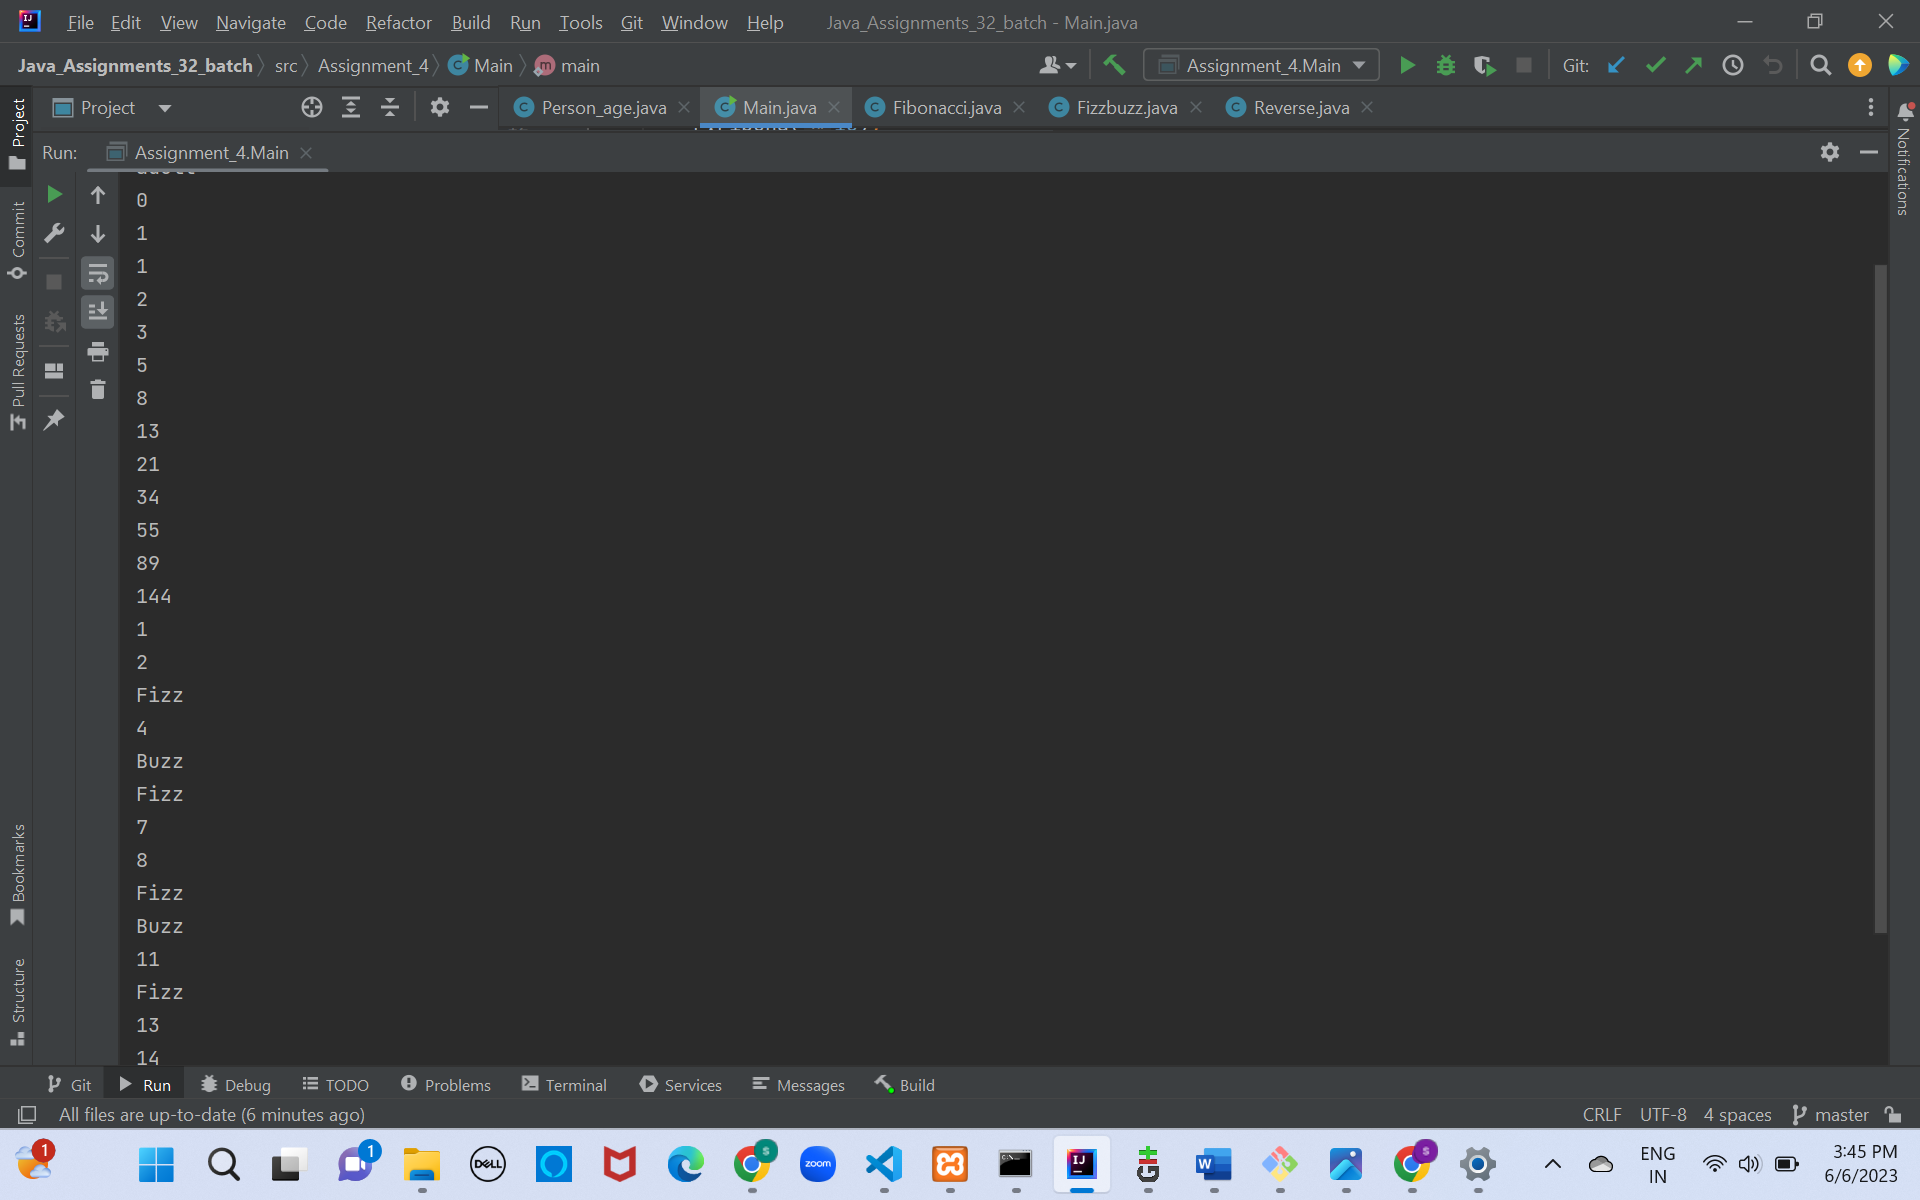 File Edit View Navigate Code Refactor Build Run Tools Git Window Help Java_Assignments_32_batch - Main.java
Java_Assignments_32_batch src Assignment_4 Main main Assignment_4.Main Git:
Project Person_age.java Main.java Fibonacci.java Fizzbuzz.java Reverse.java
Run: Assignment_4.Main
Project
Commit
Pull Requests
Bookmarks
Structure
Notifications
0
1
1
2
3
5
8
13
21
34
55
89
144
1
2
Fizz
4
Buzz
Fizz
7
8
Fizz
Buzz
11
Fizz
13
14
Git Run Debug TODO Problems Terminal Services Messages Build
All files are up-to-date (6 minutes ago) CRLF UTF-8 4 spaces master
1 1 DELL zoom S IJ W S ENG 3:45 PM
IN 6/6/2023